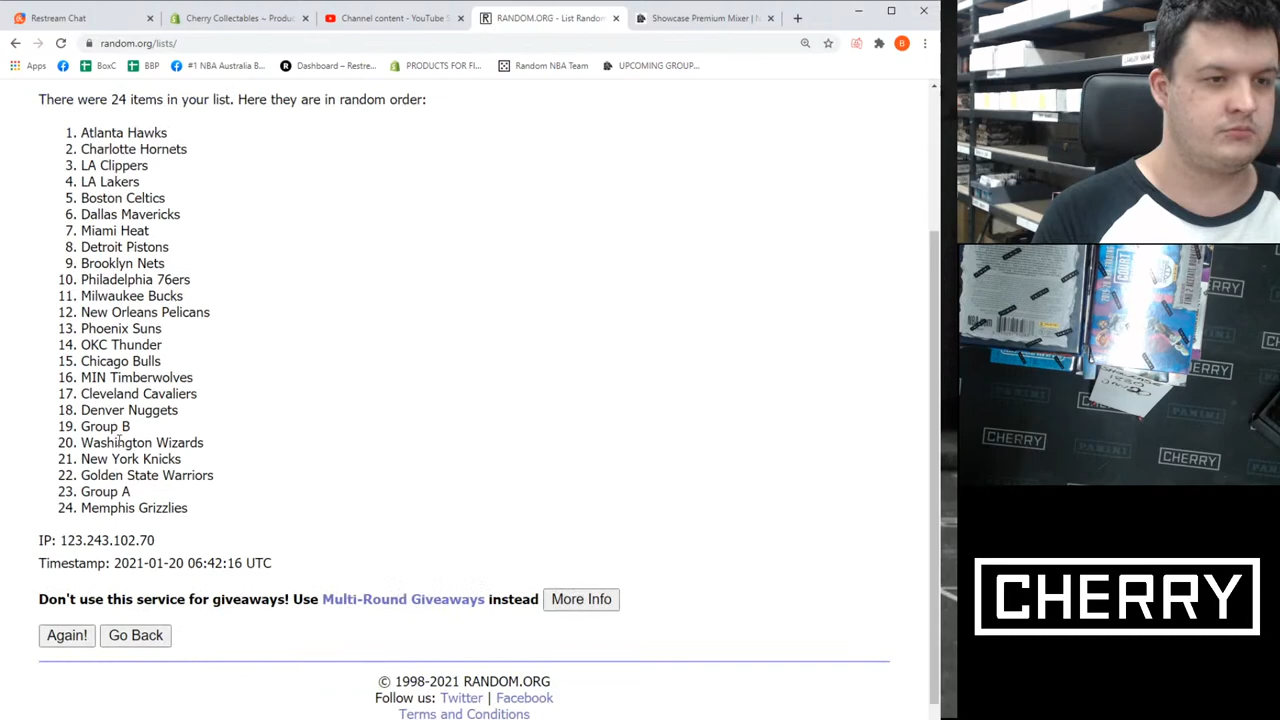 Restream Chat
Cherry Collectables ~ Produc
Channel content - YouTube S
RANDOM.ORG - List Random
Showcase Premium Mixer | N
random.org/lists/
B
Apps
BoxC
BBP
#1 NBA Australia B...
Dashboard – Restre...
PRODUCTS FOR FI...
Random NBA Team
UPCOMING GROUP...
There were 24 items in your list. Here they are in random order:
1. Atlanta Hawks
2. Charlotte Hornets
3. LA Clippers
4. LA Lakers
5. Boston Celtics
6. Dallas Mavericks
7. Miami Heat
8. Detroit Pistons
9. Brooklyn Nets
10. Philadelphia 76ers
11. Milwaukee Bucks
12. New Orleans Pelicans
13. Phoenix Suns
14. OKC Thunder
15. Chicago Bulls
16. MIN Timberwolves
17. Cleveland Cavaliers
18. Denver Nuggets
19. Group B
20. Washington Wizards
21. New York Knicks
22. Golden State Warriors
23. Group A
24. Memphis Grizzlies
IP: 123.243.102.70
Timestamp: 2021-01-20 06:42:16 UTC
Don't use this service for giveaways! Use Multi-Round Giveaways instead More Info
Again! Go Back
© 1998-2021 RANDOM.ORG
Follow us: Twitter | Facebook
Terms and Conditions
COURT
CHERRY
PANINI
CHERRY
PANINI
CHERRY
CHERRY